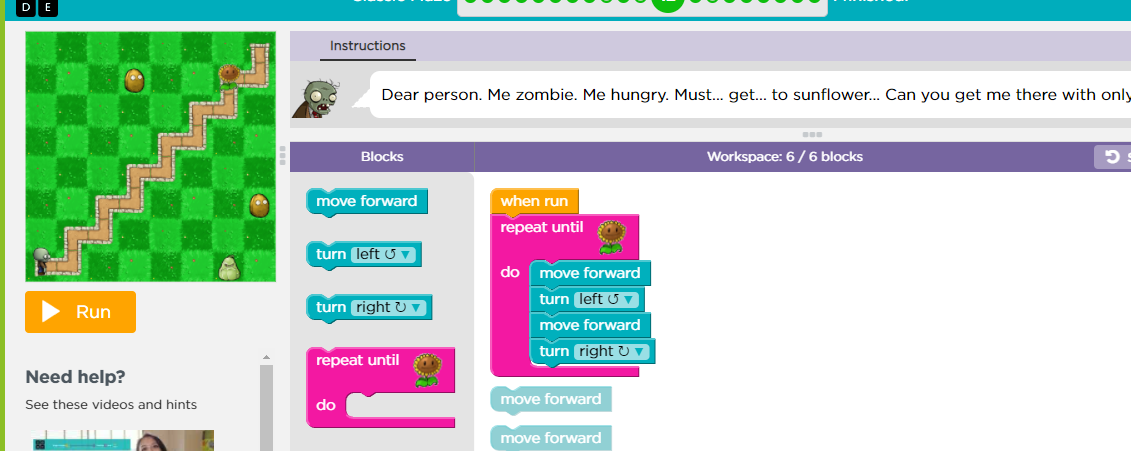 D E
Instructions
Dear person. Me zombie. Me hungry. Must... get... to sunflower... Can you get me there with only
Blocks
Workspace: 6 / 6 blocks
move forward
turn left ↺ ▼
turn right ↻ ▼
repeat until
do
when run
repeat until
do
move forward
turn left ↺ ▼
move forward
turn right ↻ ▼
move forward
move forward
Run
Need help?
See these videos and hints